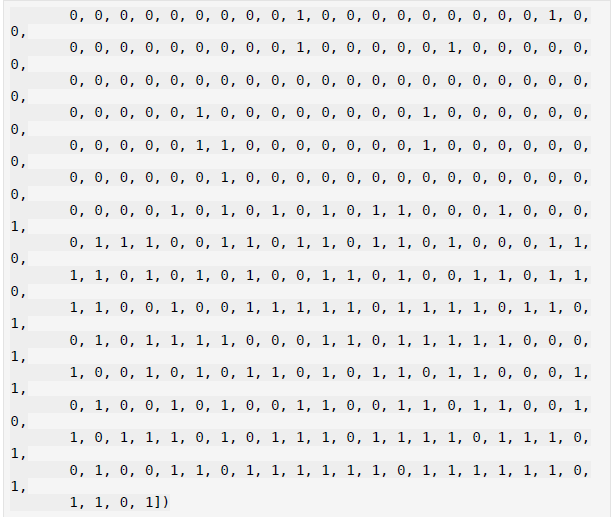 0, 0, 0, 0, 0, 0, 0, 0, 0, 1, 0, 0, 0, 0, 0, 0, 0, 0, 0, 1, 0,
0,
0, 0, 0, 0, 0, 0, 0, 0, 0, 1, 0, 0, 0, 0, 0, 1, 0, 0, 0, 0, 0,
0,
0, 0, 0, 0, 0, 0, 0, 0, 0, 0, 0, 0, 0, 0, 0, 0, 0, 0, 0, 0, 0,
0,
0, 0, 0, 0, 0, 1, 0, 0, 0, 0, 0, 0, 0, 0, 1, 0, 0, 0, 0, 0, 0,
0,
0, 0, 0, 0, 0, 1, 1, 0, 0, 0, 0, 0, 0, 0, 1, 0, 0, 0, 0, 0, 0,
0,
0, 0, 0, 0, 0, 0, 1, 0, 0, 0, 0, 0, 0, 0, 0, 0, 0, 0, 0, 0, 0,
0,
0, 0, 0, 0, 1, 0, 1, 0, 1, 0, 1, 0, 1, 1, 0, 0, 0, 1, 0, 0, 0,
1,
0, 1, 1, 1, 0, 0, 1, 1, 0, 1, 1, 0, 1, 1, 0, 1, 0, 0, 0, 1, 1,
0,
1, 1, 0, 1, 0, 1, 0, 1, 0, 0, 1, 1, 0, 1, 0, 0, 1, 1, 0, 1, 1,
0,
1, 1, 0, 0, 1, 0, 0, 1, 1, 1, 1, 1, 0, 1, 1, 1, 1, 0, 1, 1, 0,
1,
0, 1, 0, 1, 1, 1, 1, 0, 0, 0, 1, 1, 0, 1, 1, 1, 1, 1, 0, 0, 0,
1,
1, 0, 0, 1, 0, 1, 0, 1, 1, 0, 1, 0, 1, 1, 0, 1, 1, 0, 0, 0, 1,
1,
0, 1, 0, 0, 1, 0, 1, 0, 0, 1, 1, 0, 0, 1, 1, 0, 1, 1, 0, 0, 1,
0,
1, 0, 1, 1, 1, 0, 1, 0, 1, 1, 1, 0, 1, 1, 1, 1, 0, 1, 1, 1, 0,
1,
0, 1, 0, 0, 1, 1, 0, 1, 1, 1, 1, 1, 1, 0, 1, 1, 1, 1, 1, 1, 0,
1,
1, 1, 0, 1])